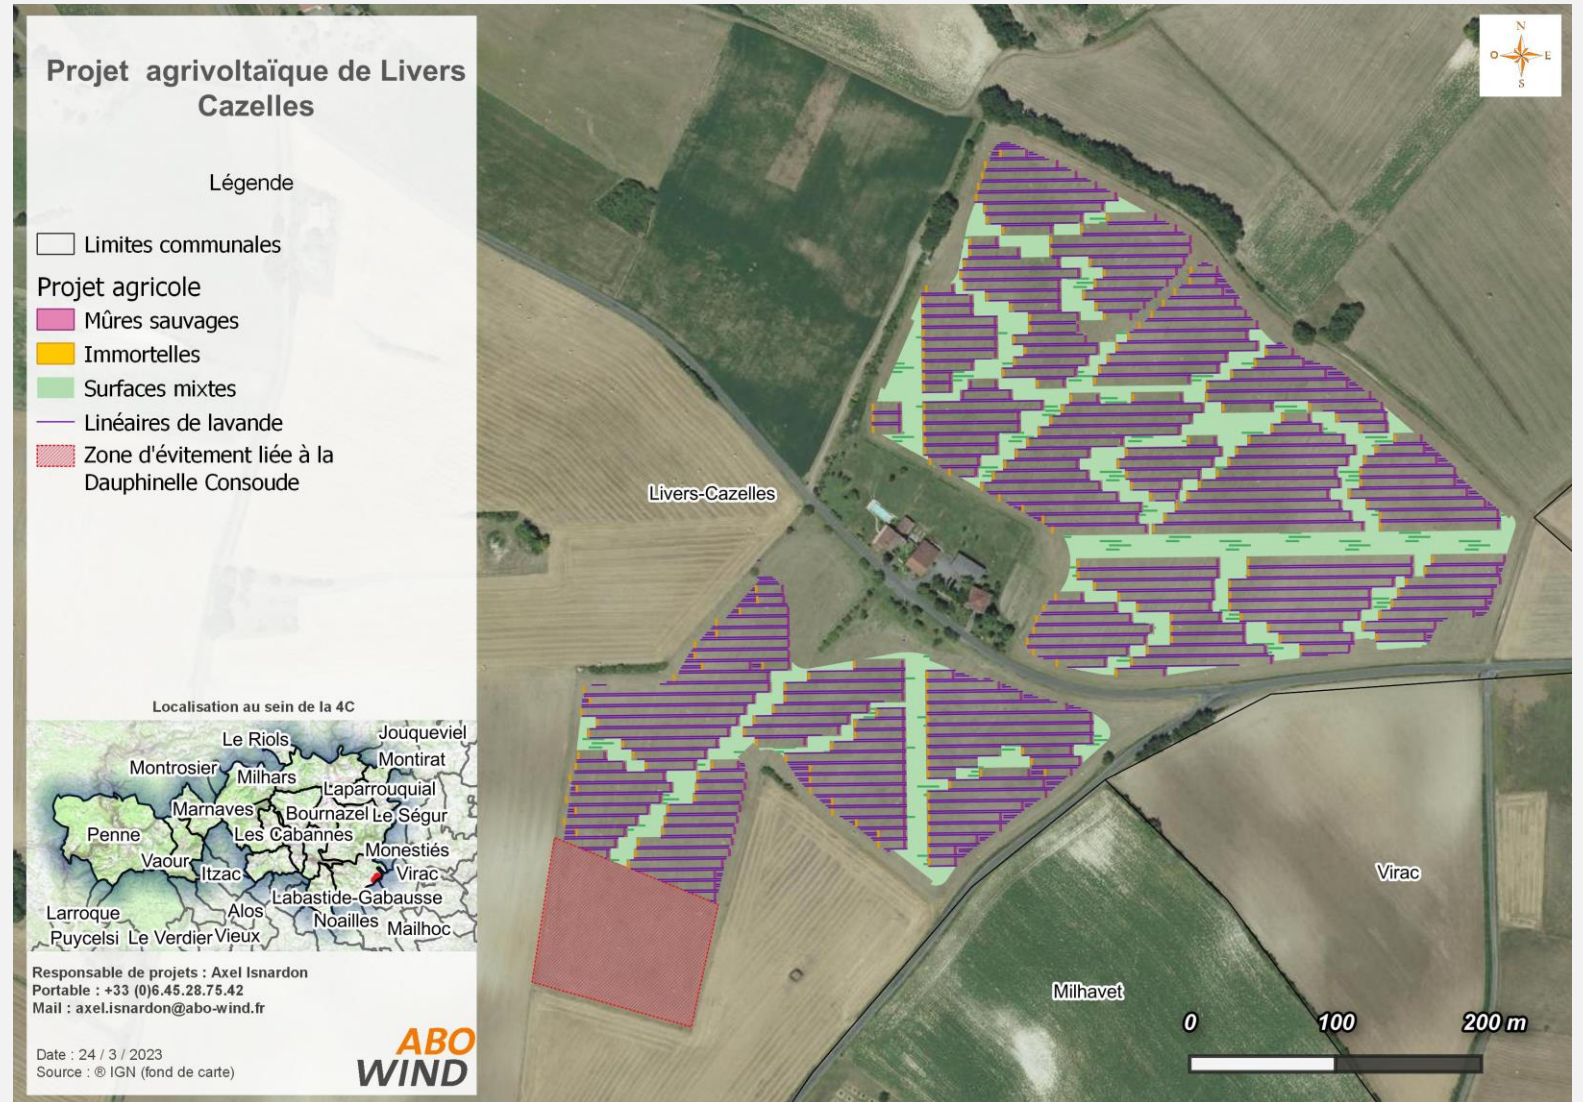 Projet agrivoltaïque de Livers
Cazelles
Légende
Limites communales
Projet agricole
Mûres sauvages
Immortelles
Surfaces mixtes
Linéaires de lavande
Zone d'évitement liée à la
Dauphinelle Consoude
Localisation au sein de la 4C
Le Riols
Jouqueviel
Montrosier
Milhars
Montirat
Laparrouquial
Marnaves
Bournazel
Le Ségur
Penne
Les Cabannes
Monestiés
Vaour
Itzac
Virac
Labastide-Gabausse
Larroque
Alos
Noailles
Mailhoc
Puycelsi
Le Verdier
Vieux
Responsable de projets : Axel Isnardon
Portable : +33 (0)6.45.28.75.42
Mail : axel.isnardon@abo-wind.fr
Date : 24 / 3 / 2023
Source : ® IGN (fond de carte)
ABO
WIND
N
O
E
S
Livers-Cazelles
Virac
Milhavet
0 100 200 m